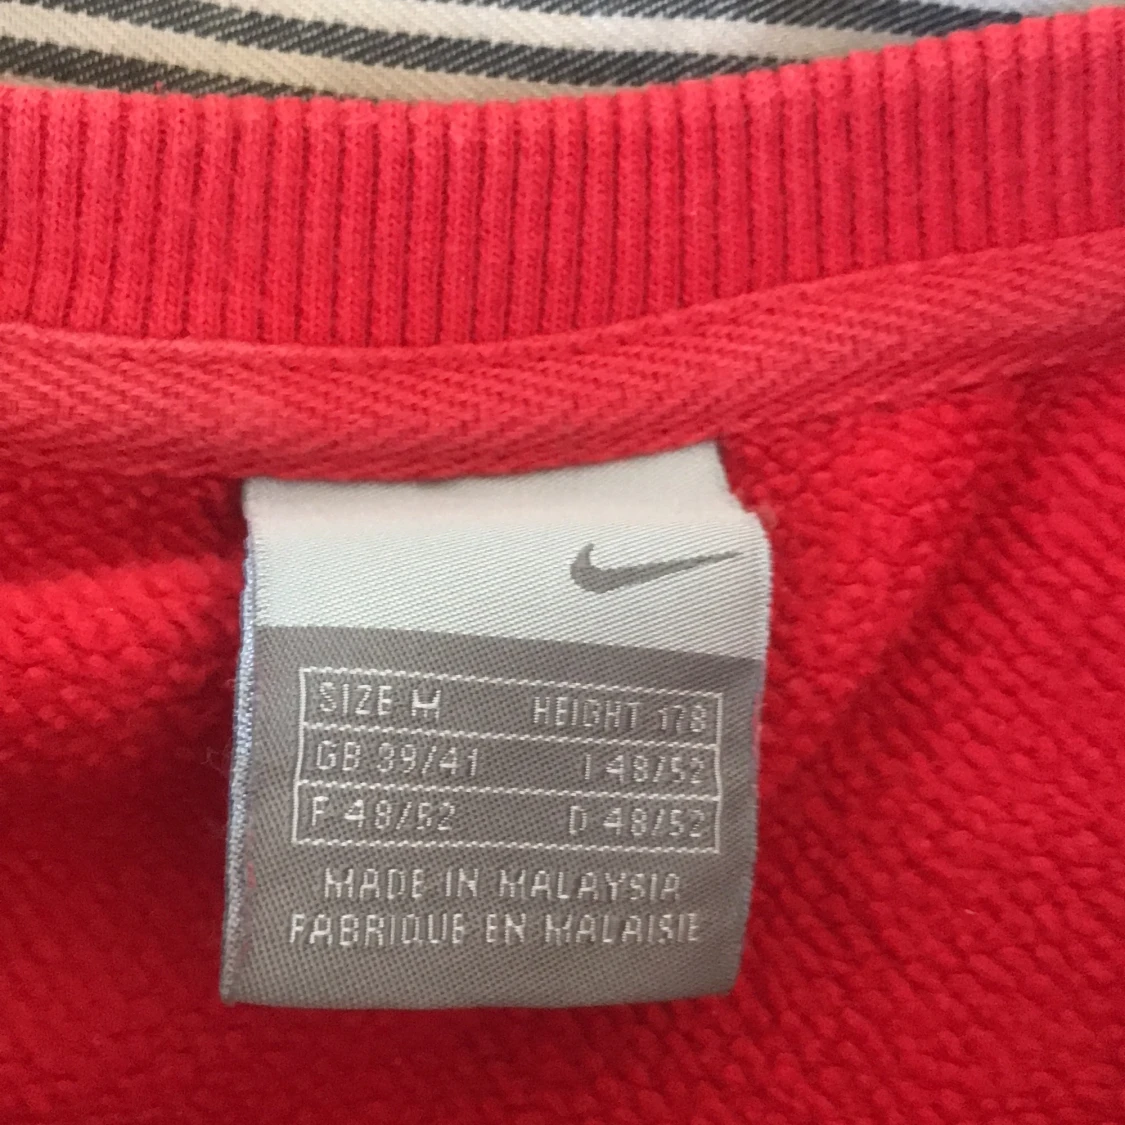 SIZE M HEIGHT 178
GB 39/41 I 48/52
F 48/52 D 48/52
MADE IN MALAYSIA
FABRIQUE EN MALAISIE